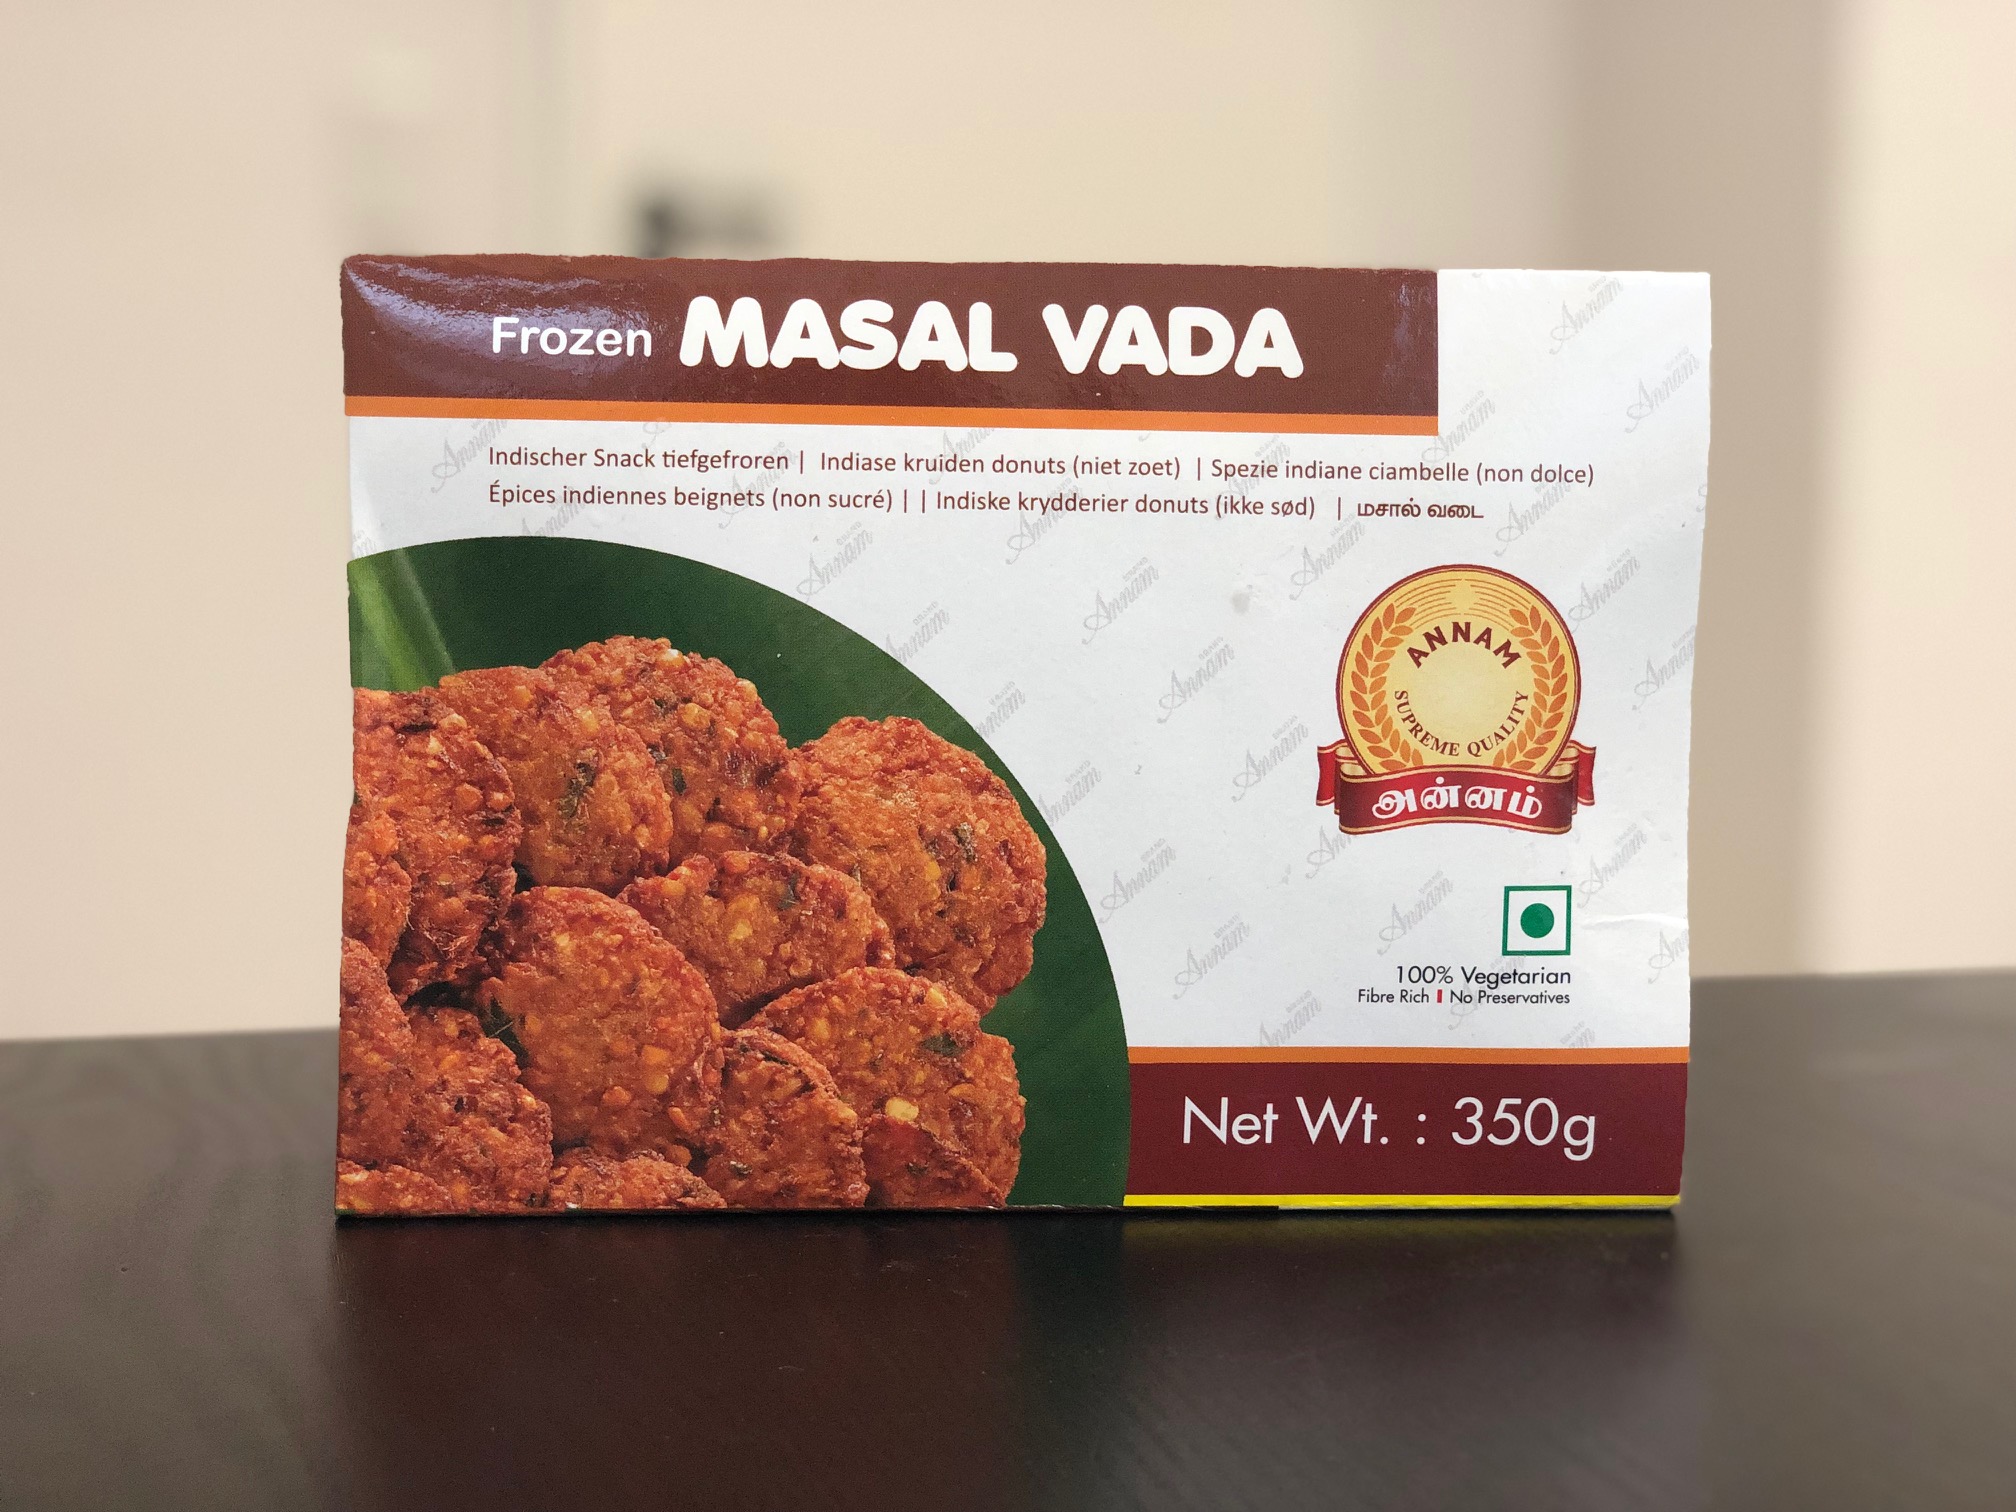 Frozen MASAL VADA
Indischer Snack tiefgefroren | Indiase kruiden donuts (niet zoet) | Spezie indiane ciambelle (non dolce)
Épices indiennes beignets (non sucré) | | Indiske krydderier donuts (ikke sød) | மசால் வடை
ANNAM
SUPREME QUALITY
அன்னம்
100% Vegetarian
Fibre Rich | No Preservatives
Net Wt. : 350g